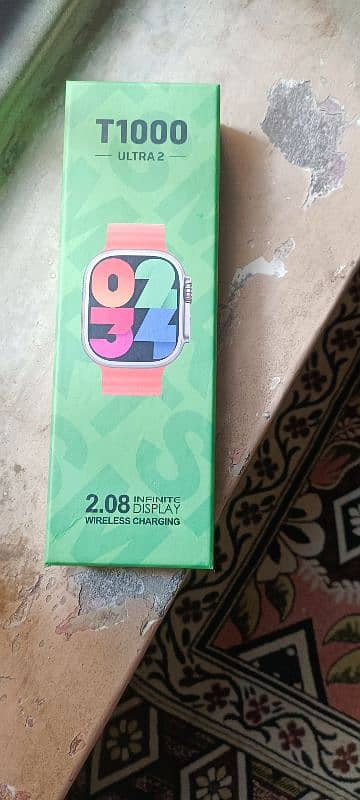 T1000
ULTRA 2
02
34
2.08 INFINITE DISPLAY
WIRELESS CHARGING